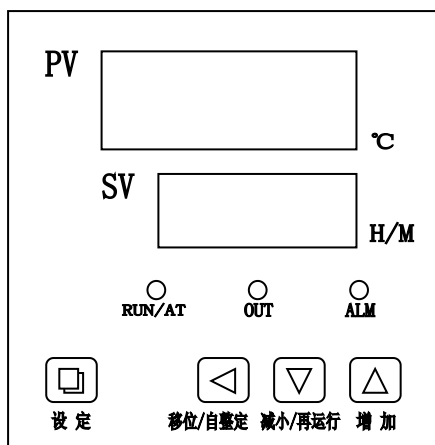 PV
℃
SV
H/M
RUN/AT OUT ALM
设 定 移位/自整定 减小/再运行 增 加